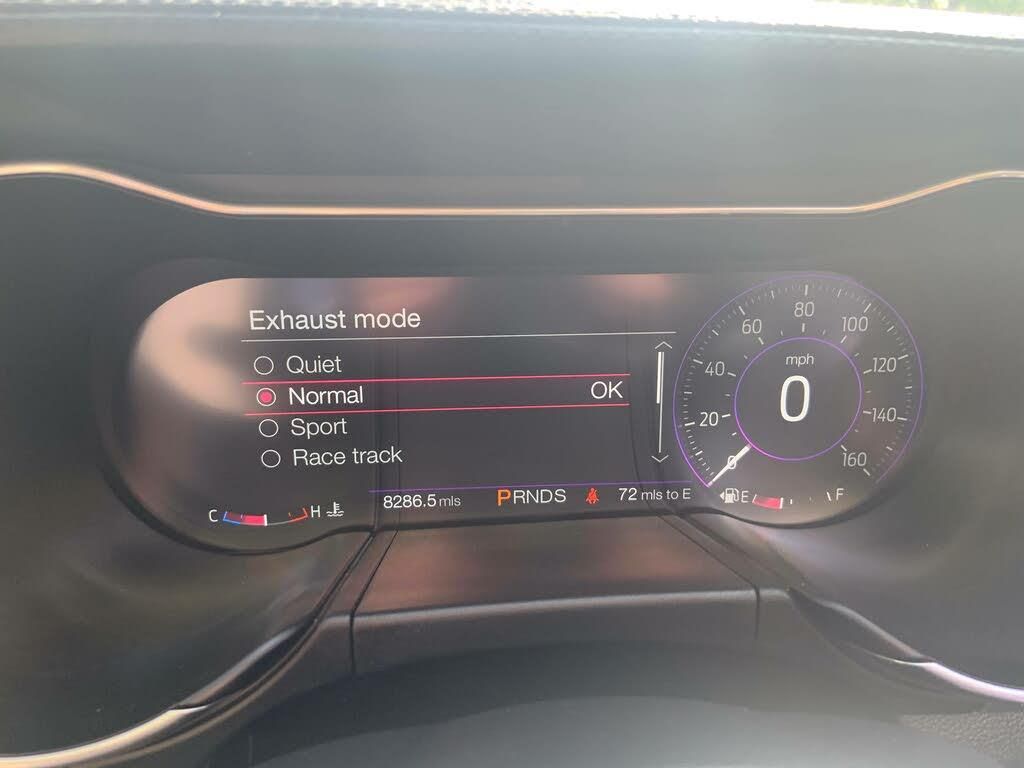 Exhaust mode
Quiet
Normal OK
Sport
Race track
8286.5 mls PRNDS 72 mls to E
C H
0 20 40 60 80 100 120 140 160
mph
0
E F